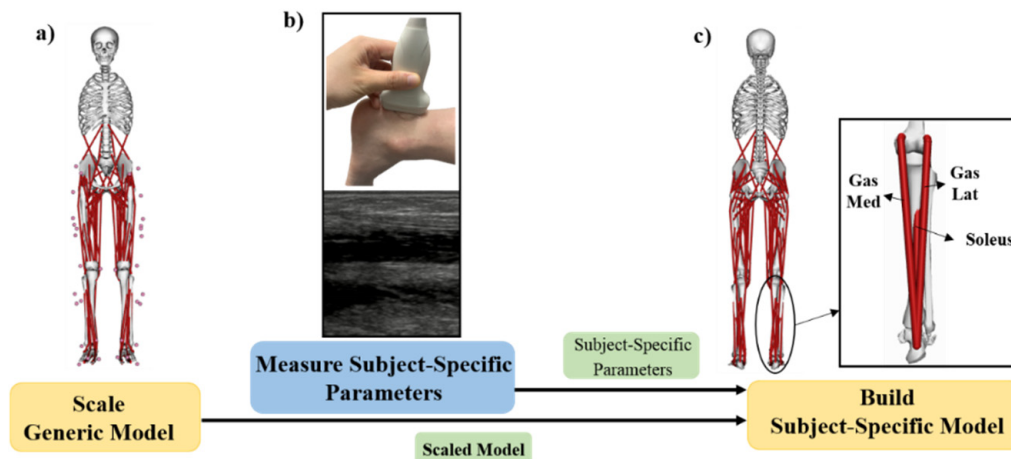 a)
b)
c)
Gas
Med
Gas
Lat
Soleus
Measure Subject-Specific
Parameters
Subject-Specific
Parameters
Scale
Generic Model
Build
Subject-Specific Model
Scaled Model